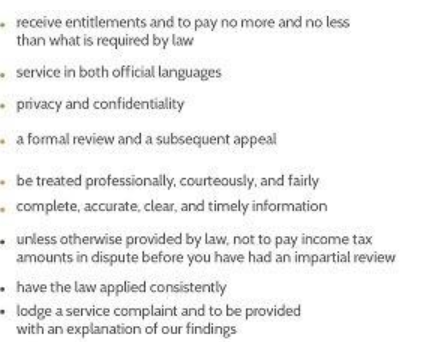 • receive entitlements and to pay no more and no less
than what is required by law
• service in both official languages
• privacy and confidentiality
• a formal review and a subsequent appeal
• be treated professionally, courteously, and fairly
• complete, accurate, clear, and timely information
• unless otherwise provided by law, not to pay income tax
amounts in dispute before you have had an impartial review
• have the law applied consistently
• lodge a service complaint and to be provided
with an explanation of our findings